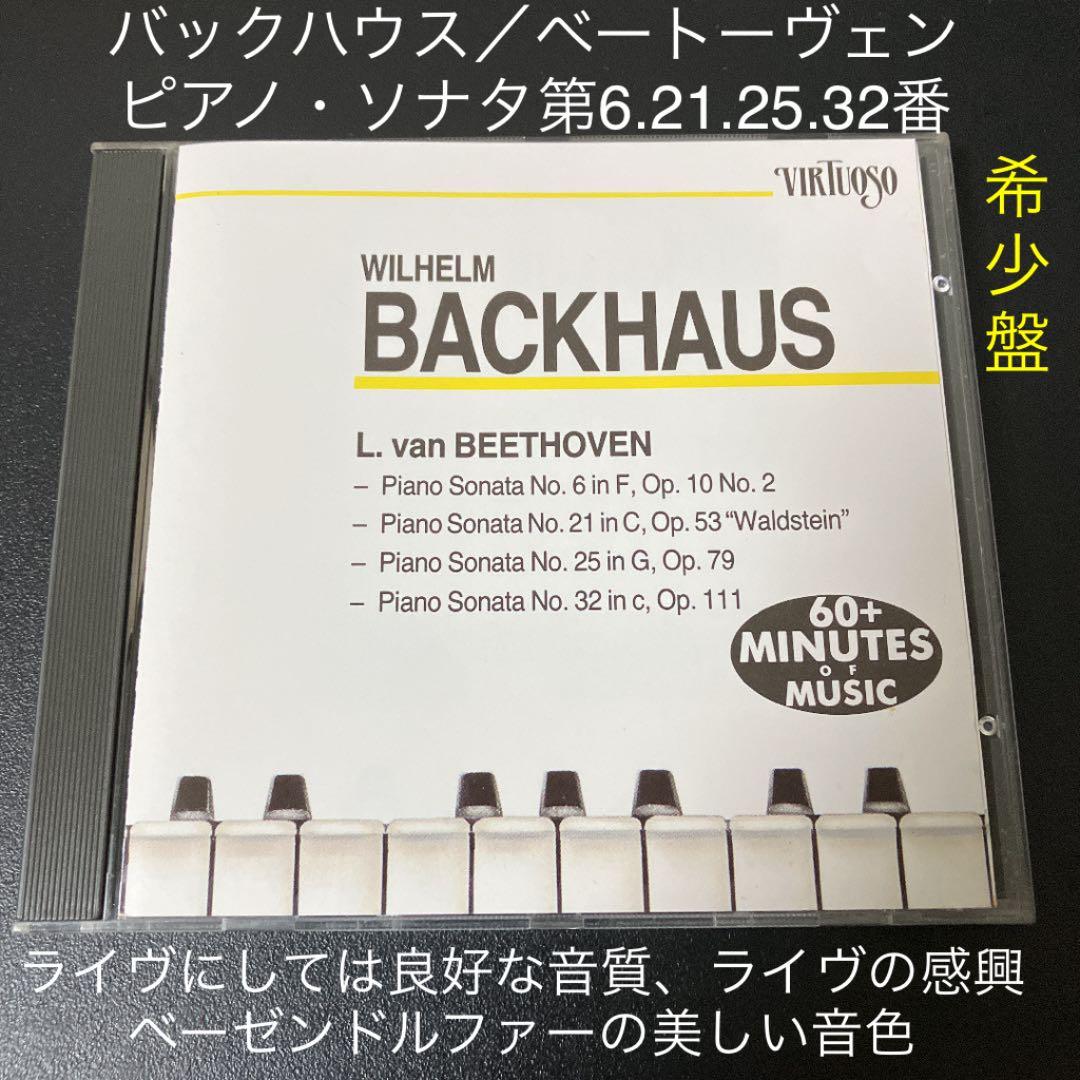 バックハウス／ベートーヴェン
ピアノ・ソナタ第6.21.25.32番
希少盤
VIRTUOSO
WILHELM
BACKHAUS
L. van BEETHOVEN
– Piano Sonata No. 6 in F, Op. 10 No. 2
– Piano Sonata No. 21 in C, Op. 53 “Waldstein”
– Piano Sonata No. 25 in G, Op. 79
– Piano Sonata No. 32 in c, Op. 111
60+
MINUTES
OF
MUSIC
ライヴにしては良好な音質、ライヴの感興
ベーゼンドルファーの美しい音色